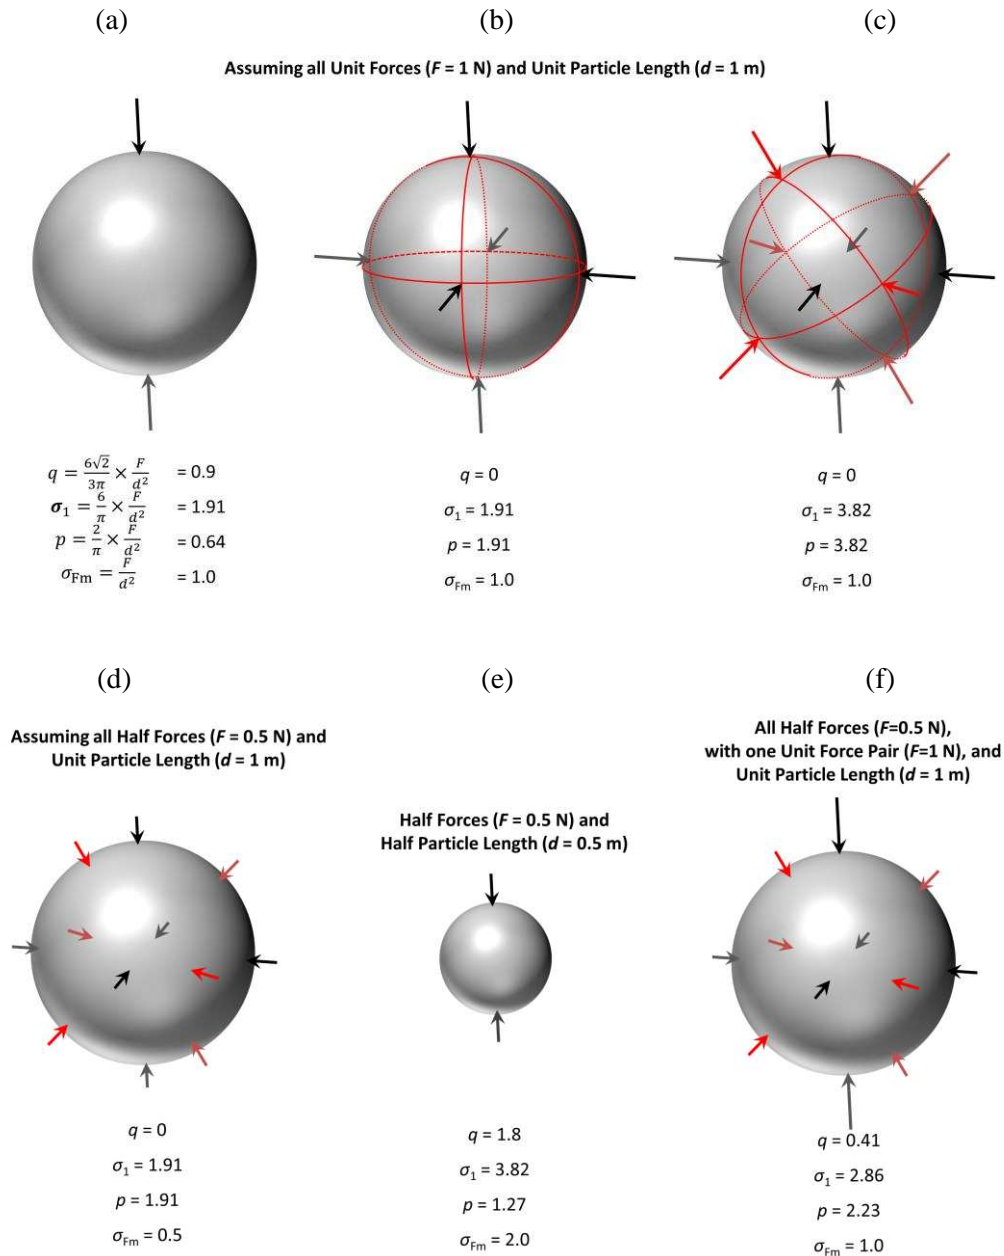 (a) (b) (c)
Assuming all Unit Forces (F = 1 N) and Unit Particle Length (d = 1 m)
q = 6√2/3π × F/d² = 0.9
σ₁ = 6/π × F/d² = 1.91
p = 2/π × F/d² = 0.64
σFm = F/d² = 1.0
q = 0
σ₁ = 1.91
p = 1.91
σFm = 1.0
q = 0
σ₁ = 3.82
p = 3.82
σFm = 1.0
(d) (e) (f)
Assuming all Half Forces (F = 0.5 N) and
Unit Particle Length (d = 1 m)
Half Forces (F = 0.5 N) and
Half Particle Length (d = 0.5 m)
All Half Forces (F=0.5 N),
with one Unit Force Pair (F=1 N), and
Unit Particle Length (d = 1 m)
q = 0
σ₁ = 1.91
p = 1.91
σFm = 0.5
q = 1.8
σ₁ = 3.82
p = 1.27
σFm = 2.0
q = 0.41
σ₁ = 2.86
p = 2.23
σFm = 1.0